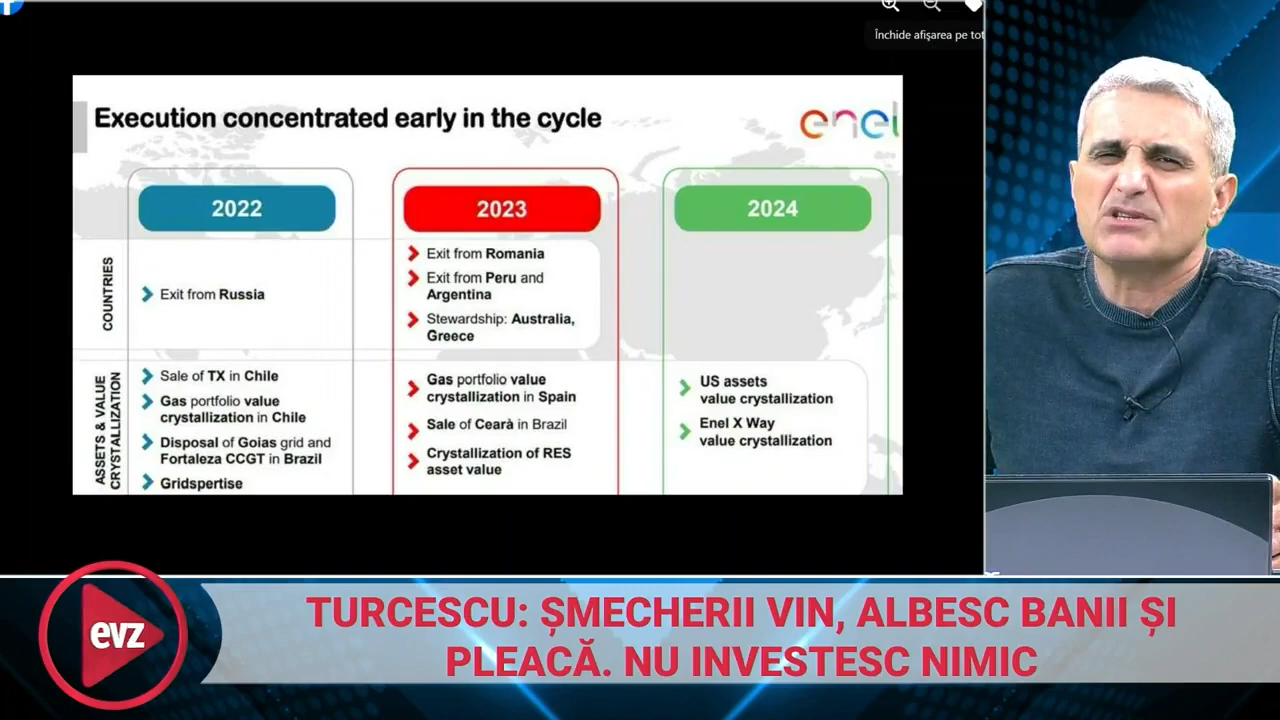 Închide afișarea pe tot
Execution concentrated early in the cycle
enel
2022
2023
2024
COUNTRIES
Exit from Russia
Exit from Romania
Exit from Peru and
Argentina
Stewardship: Australia,
Greece
ASSETS & VALUE
CRYSTALLIZATION
Sale of TX in Chile
Gas portfolio value
crystallization in Chile
Disposal of Goias grid and
Fortaleza CCGT in Brazil
Gridspertise
Gas portfolio value
crystallization in Spain
Sale of Cearà in Brazil
Crystallization of RES
asset value
US assets
value crystallization
Enel X Way
value crystallization
evz
TURCESCU: ȘMECHERII VIN, ALBESC BANII ȘI
PLEACĂ. NU INVESTESC NIMIC